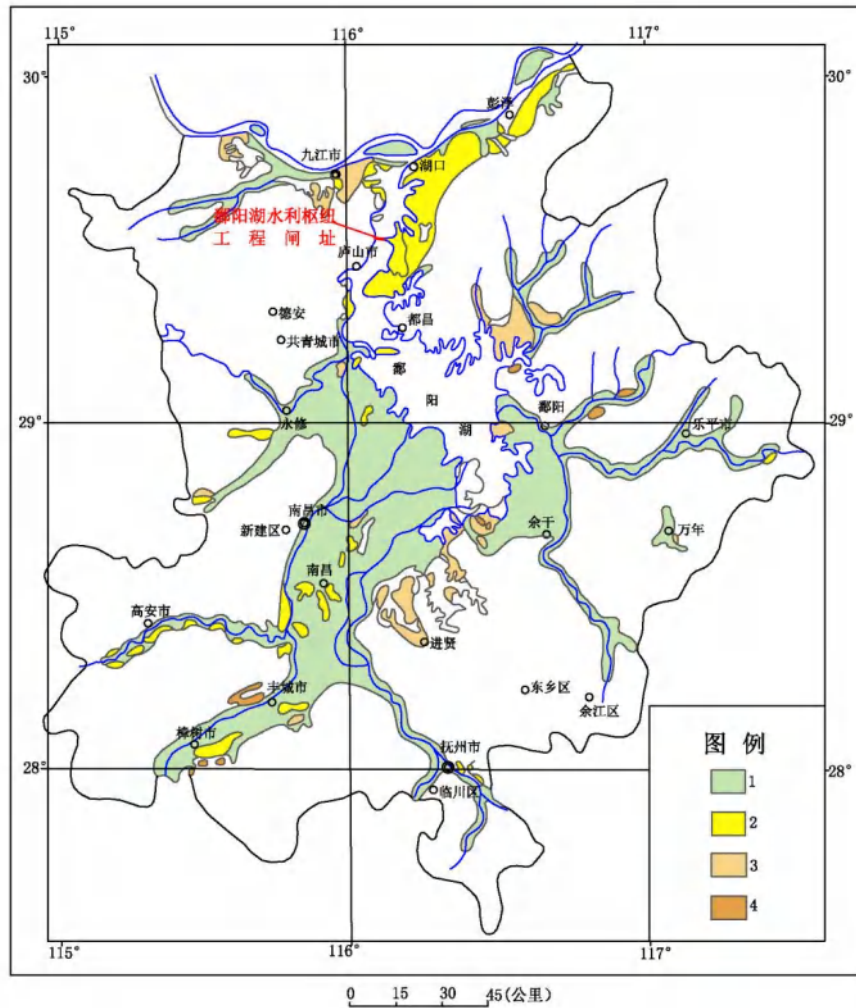 115°
116°
117°
30°
30°
彭泽
九江市
湖口
鄱阳湖水利枢纽
工程闸址
庐山市
德安
都昌
共青城市
鄱
阳
湖
29°
29°
永修
鄱阳
乐平市
南昌市
新建区
余干
万年
南昌
高安市
进贤
东乡区
余江区
丰城市
樟树市
抚州市
临川区
28°
28°
图例
1
2
3
4
115°
116°
117°
0 15 30 45(公里)